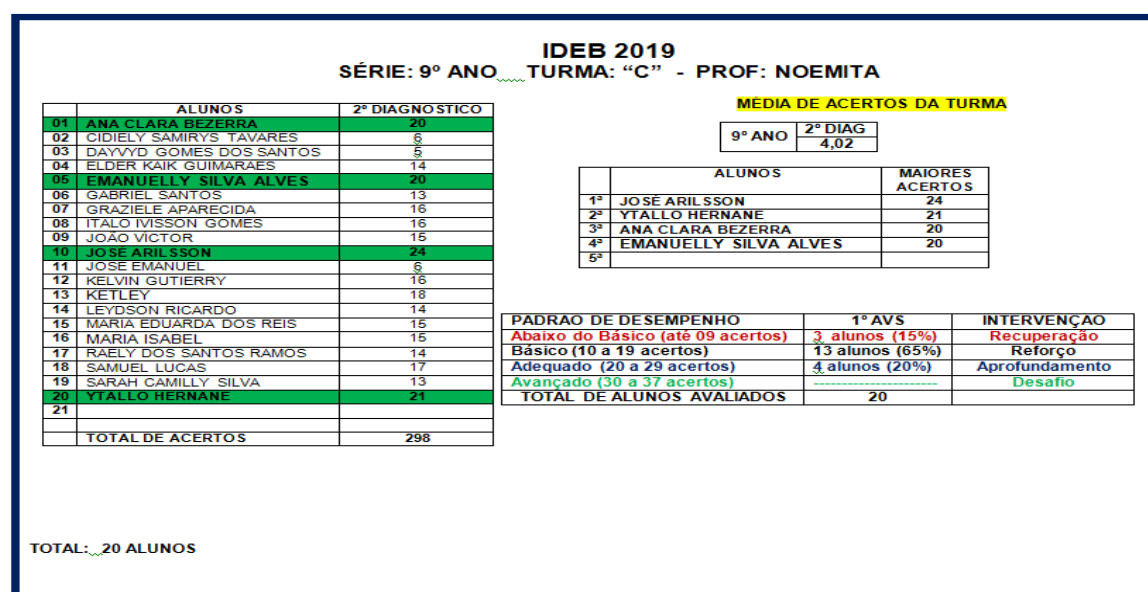 IDEB 2019
SÉRIE: 9º ANO TURMA: “C” - PROF: NOEMITA
ALUNOS 2º DIAGNOSTICO
01 ANA CLARA BEZERRA 20
02 CIDIELY SAMIRYS TAVARES 6
03 DAYVYD GOMES DOS SANTOS 5
04 ELDER KAIK GUIMARAES 14
05 EMANUELLY SILVA ALVES 20
06 GABRIEL SANTOS 13
07 GRAZIELE APARECIDA 16
08 ITALO IVISSON GOMES 16
09 JOÃO VICTOR 15
10 JOSÉ ARILSSON 24
11 JOSE EMANUEL 6
12 KELVIN GUTIERRY 16
13 KETLEY 18
14 LEYDSON RICARDO 14
15 MARIA EDUARDA DOS REIS 15
16 MARIA ISABEL 15
17 RAELY DOS SANTOS RAMOS 14
18 SAMUEL LUCAS 17
19 SARAH CAMILLY SILVA 13
20 YTALLO HERNANE 21
21
TOTAL DE ACERTOS 298
MÉDIA DE ACERTOS DA TURMA
9º ANO 2º DIAG
4,02
ALUNOS MAIORES ACERTOS
1ª JOSÉ ARILSSON 24
2ª YTALLO HERNANE 21
3ª ANA CLARA BEZERRA 20
4ª EMANUELLY SILVA ALVES 20
5ª
PADRAO DE DESEMPENHO 1º AVS INTERVENÇAO
Abaixo do Básico (até 09 acertos) 3 alunos (15%) Recuperação
Básico (10 a 19 acertos) 13 alunos (65%) Reforço
Adequado (20 a 29 acertos) 4 alunos (20%) Aprofundamento
Avançado (30 a 37 acertos) ---------------------- Desafio
TOTAL DE ALUNOS AVALIADOS 20
TOTAL: 20 ALUNOS